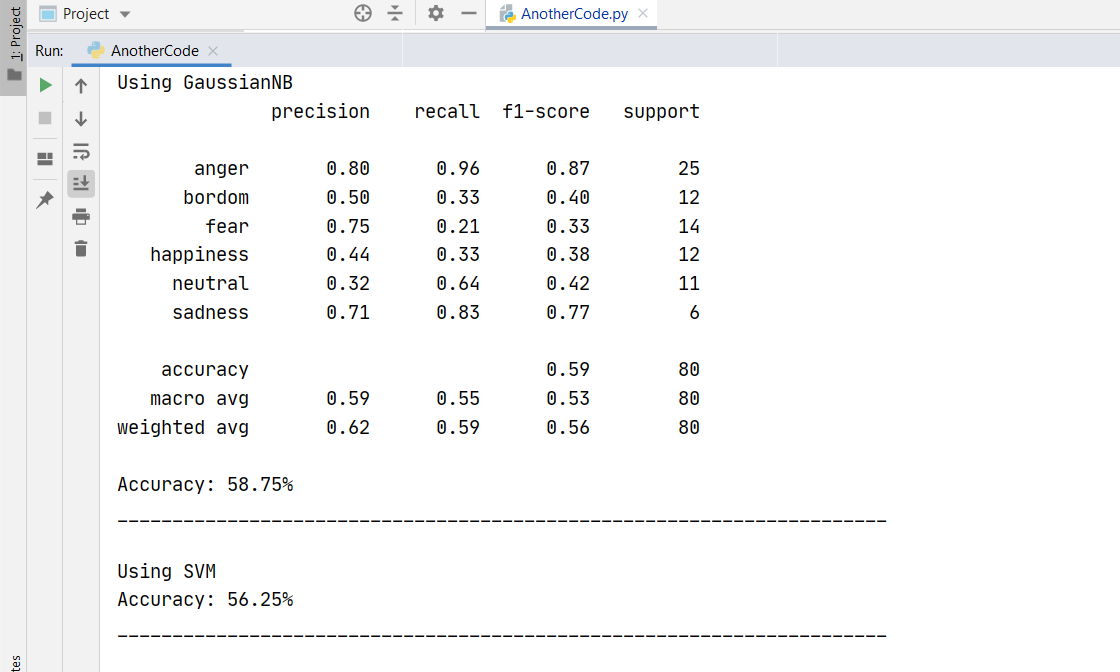 Project
AnotherCode.py
1: Project
Run: AnotherCode
Using GaussianNB
precision recall f1-score support
anger 0.80 0.96 0.87 25
bordom 0.50 0.33 0.40 12
fear 0.75 0.21 0.33 14
happiness 0.44 0.33 0.38 12
neutral 0.32 0.64 0.42 11
sadness 0.71 0.83 0.77 6
accuracy 0.59 80
macro avg 0.59 0.55 0.53 80
weighted avg 0.62 0.59 0.56 80
Accuracy: 58.75%
----------------------------------------------------------------------
Using SVM
Accuracy: 56.25%
----------------------------------------------------------------------